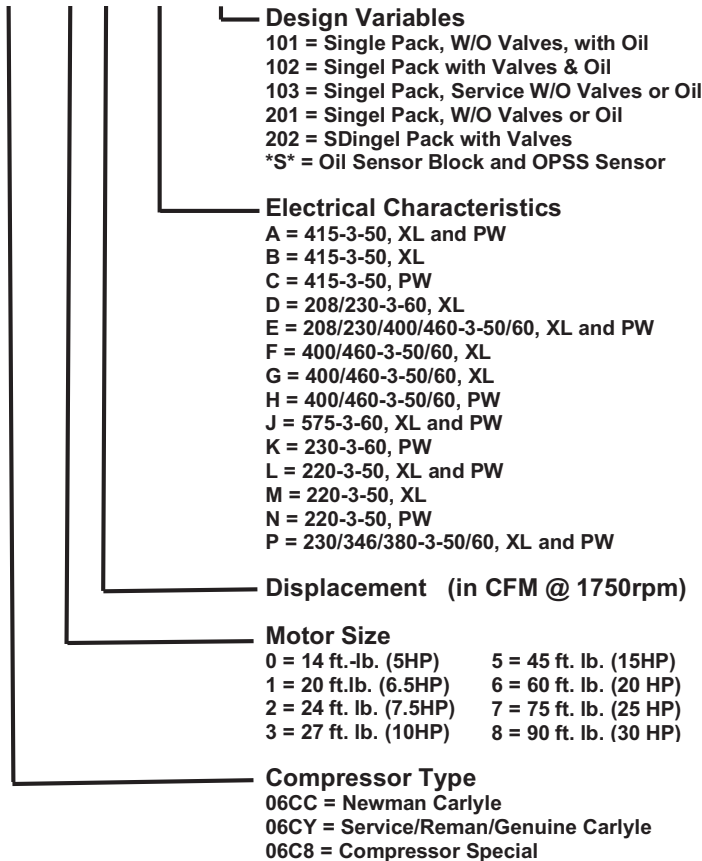 Design Variables
101 = Single Pack, W/O Valves, with Oil
102 = Singel Pack with Valves & Oil
103 = Singel Pack, Service W/O Valves or Oil
201 = Singel Pack, W/O Valves or Oil
202 = SDingel Pack with Valves
*S* = Oil Sensor Block and OPSS Sensor
Electrical Characteristics
A = 415-3-50, XL and PW
B = 415-3-50, XL
C = 415-3-50, PW
D = 208/230-3-60, XL
E = 208/230/400/460-3-50/60, XL and PW
F = 400/460-3-50/60, XL
G = 400/460-3-50/60, XL
H = 400/460-3-50/60, PW
J = 575-3-60, XL and PW
K = 230-3-60, PW
L = 220-3-50, XL and PW
M = 220-3-50, XL
N = 220-3-50, PW
P = 230/346/380-3-50/60, XL and PW
Displacement (in CFM @ 1750rpm)
Motor Size
0 = 14 ft.-lb. (5HP) 5 = 45 ft. lb. (15HP)
1 = 20 ft.lb. (6.5HP) 6 = 60 ft. lb. (20 HP)
2 = 24 ft. lb. (7.5HP) 7 = 75 ft. lb. (25 HP)
3 = 27 ft. lb. (10HP) 8 = 90 ft. lb. (30 HP)
Compressor Type
06CC = Newman Carlyle
06CY = Service/Reman/Genuine Carlyle
06C8 = Compressor Special